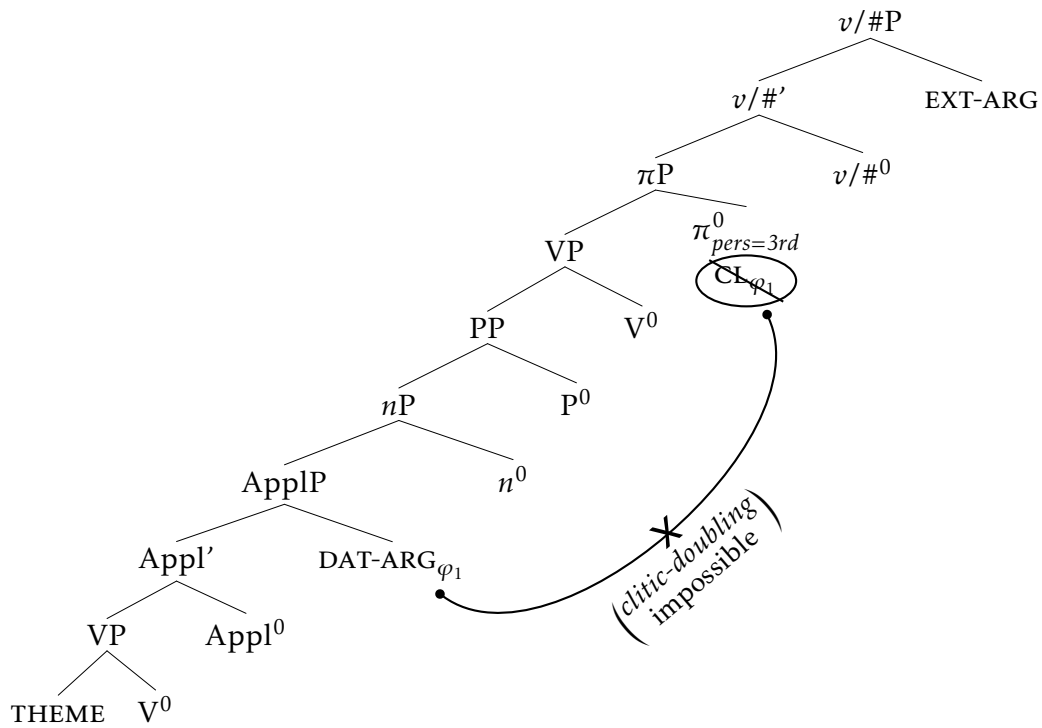 v/#P
v/#’
EXT-ARG
πP
v/#⁰
VP
π⁰pers=3rd
CLφ₁
PP
V⁰
nP
P⁰
ApplP
n⁰
Appl’
DAT-ARGφ₁
(clitic-doubling
impossible)
VP
Appl⁰
THEME
V⁰